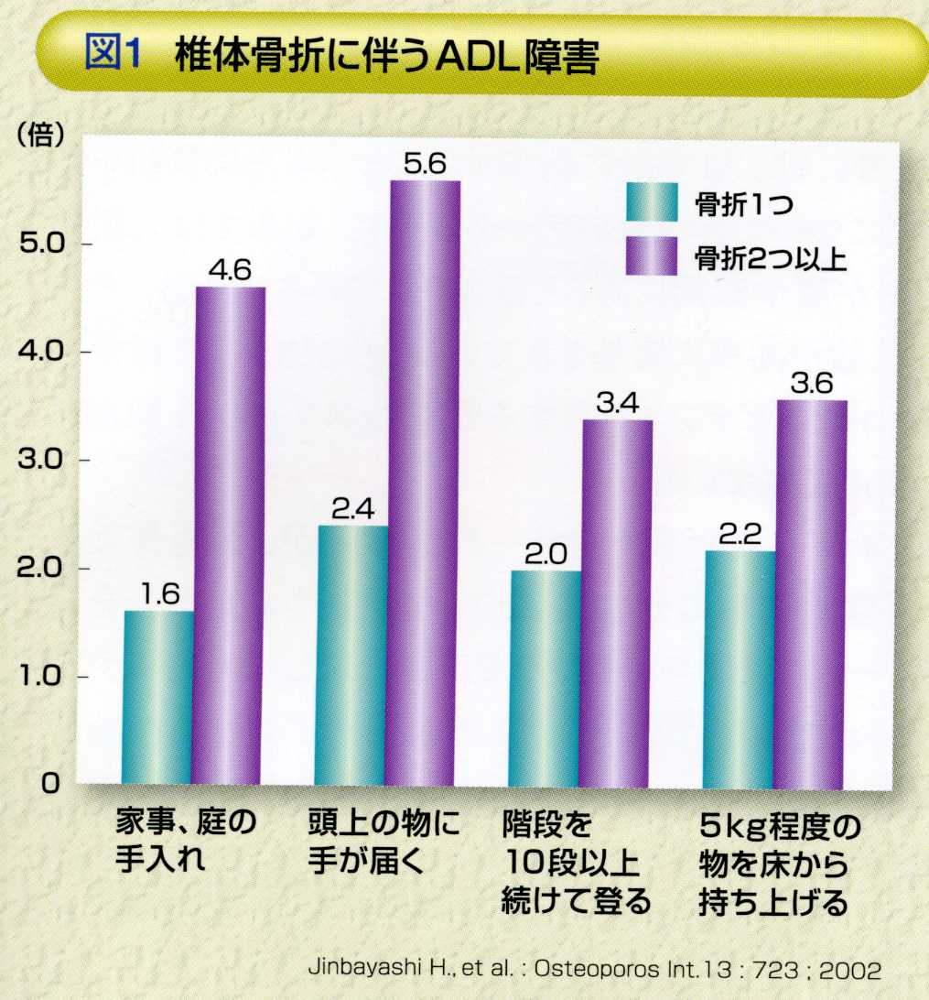 図1 椎体骨折に伴うADL障害
(倍)
5.6
骨折1つ
5.0
4.6
骨折2つ以上
4.0
3.6
3.4
3.0
2.4
2.2
2.0
2.0
1.6
1.0
0
家事、庭の
手入れ
頭上の物に
手が届く
階段を
10段以上
続けて登る
5kg程度の
物を床から
持ち上げる
Jinbayashi H., et al. : Osteoporos Int.13 : 723 ; 2002